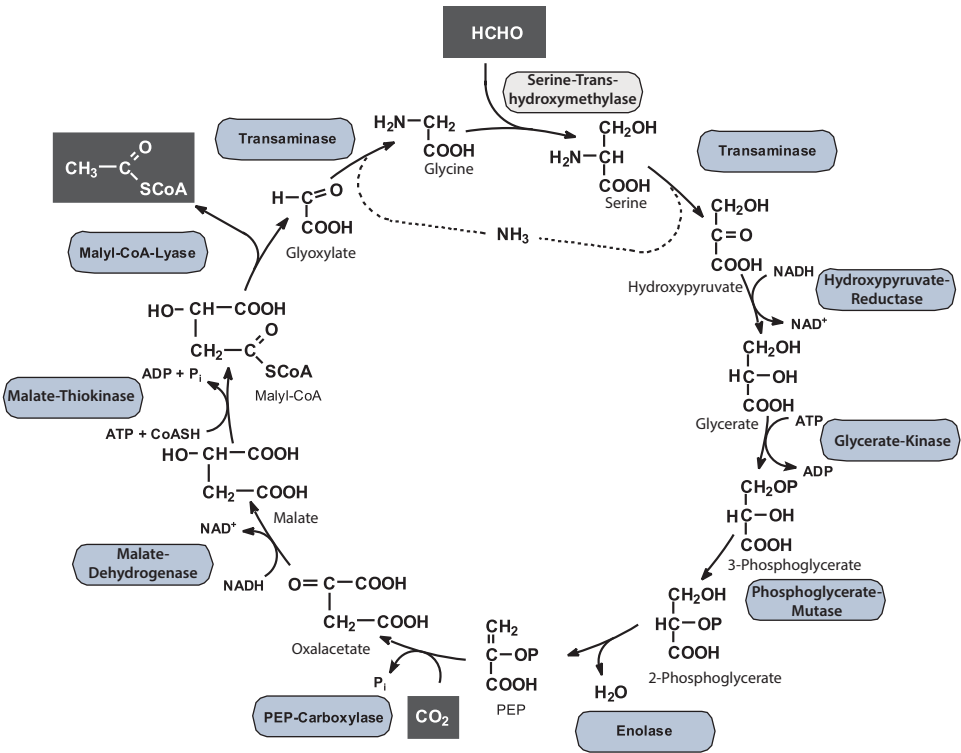 HCHO
Serine-Trans-
hydroxymethylase
Transaminase
H₂N—CH₂
COOH
Glycine
CH₂OH
H₂N—CH
COOH
Serine
Transaminase
CH₃—C
O
SCoA
H
C=O
COOH
Glyoxylate
NH₃
CH₂OH
C=O
COOH
Hydroxypyruvate
NADH
NAD⁺
Hydroxypyruvate-
Reductase
Malyl-CoA-Lyase
HO—CH—COOH
O
CH₂—C
SCoA
Malyl-CoA
CH₂OH
HC—OH
COOH
Glycerate
ATP
ADP
Glycerate-Kinase
ADP + Pi
Malate-Thiokinase
ATP + CoASH
HO—CH—COOH
CH₂—COOH
Malate
CH₂OP
HC—OH
COOH
3-Phosphoglycerate
Phosphoglycerate-
Mutase
NAD⁺
Malate-
Dehydrogenase
NADH
O=C—COOH
CH₂—COOH
Oxalacetate
CH₂OH
HC—OP
COOH
2-Phosphoglycerate
CH₂
C—OP
COOH
PEP
Pi
PEP-Carboxylase
CO₂
H₂O
Enolase